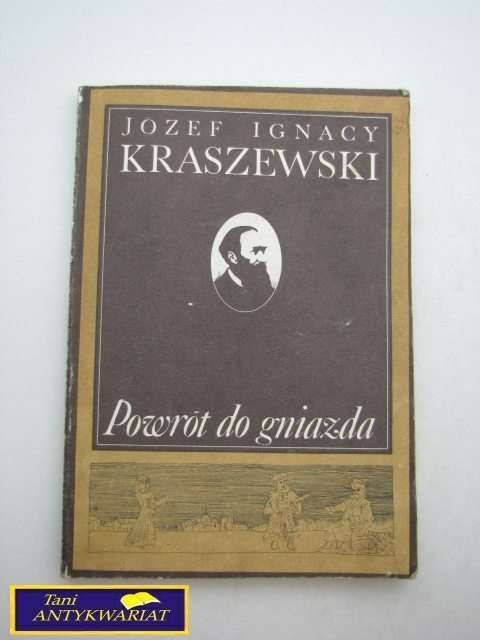 JOZEF IGNACY
KRASZEWSKI
Powrót do gniazda
Tani
ANTYKWARIAT